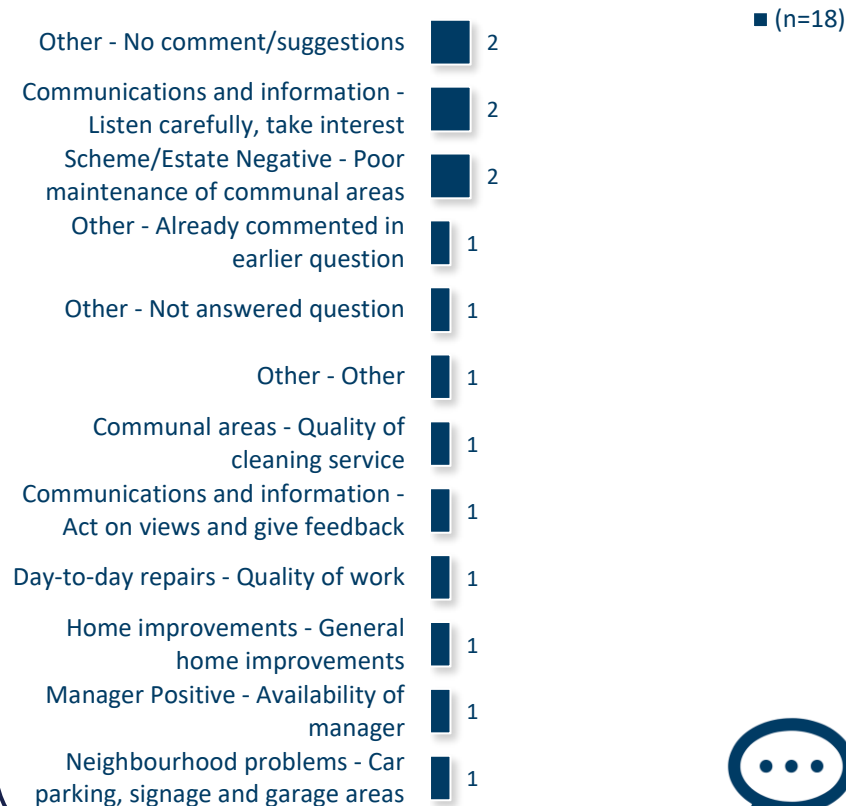 (n=18)
Other - No comment/suggestions 2
Communications and information -
Listen carefully, take interest 2
Scheme/Estate Negative - Poor
maintenance of communal areas 2
Other - Already commented in
earlier question 1
Other - Not answered question 1
Other - Other 1
Communal areas - Quality of
cleaning service 1
Communications and information -
Act on views and give feedback 1
Day-to-day repairs - Quality of work 1
Home improvements - General
home improvements 1
Manager Positive - Availability of
manager 1
Neighbourhood problems - Car
parking, signage and garage areas 1